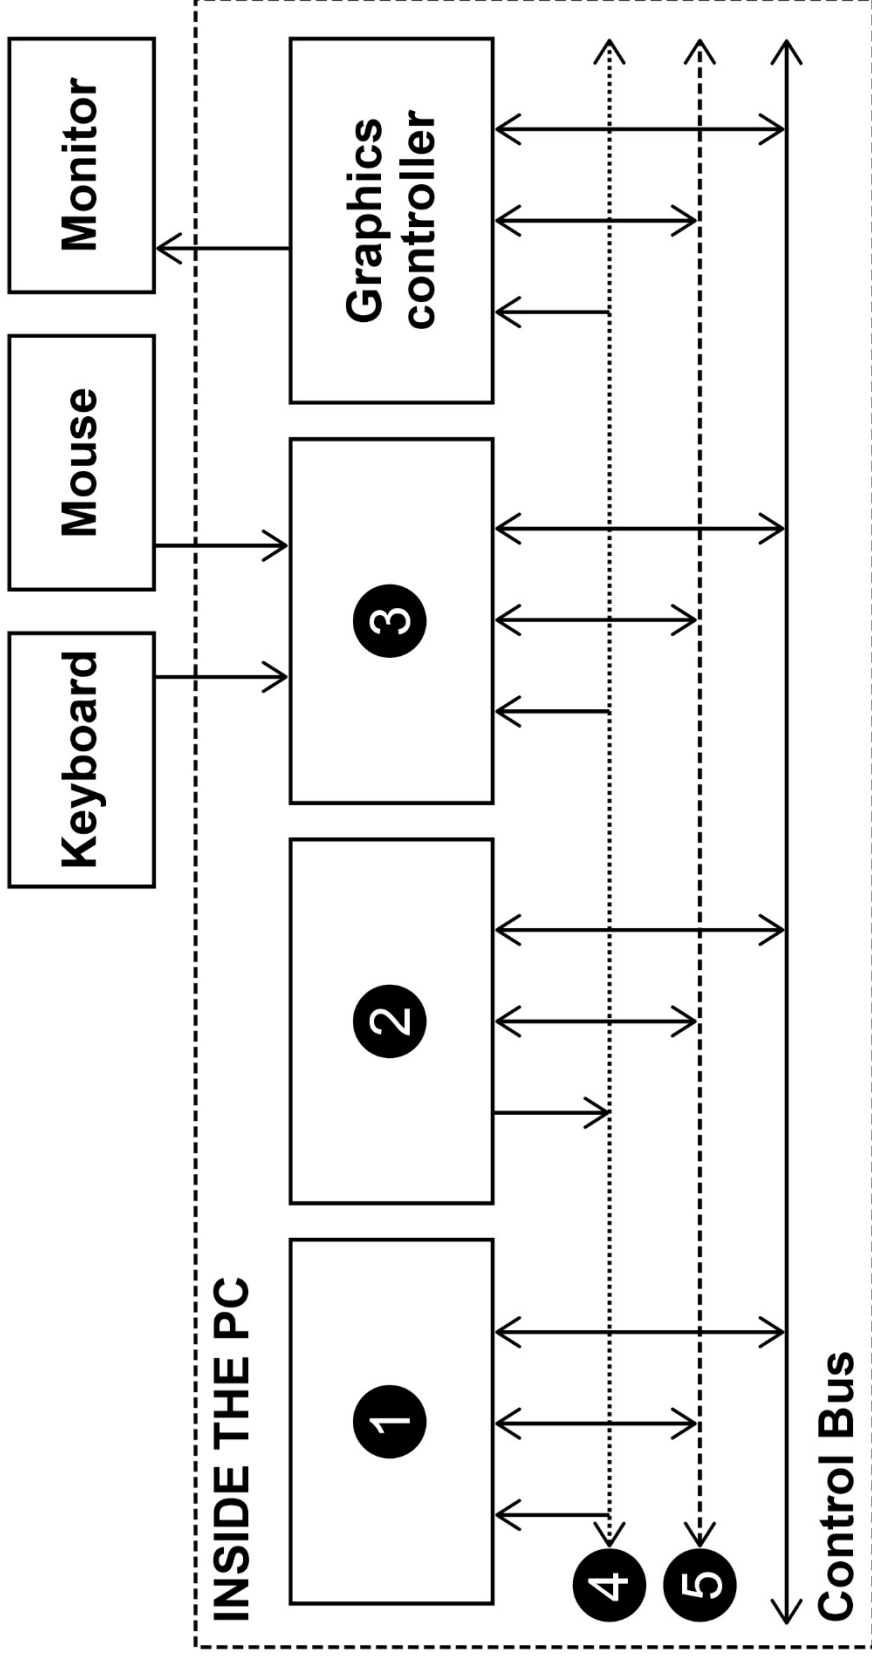 Keyboard
Mouse
Monitor
INSIDE THE PC
1
2
3
Graphics
controller
4
5
Control Bus